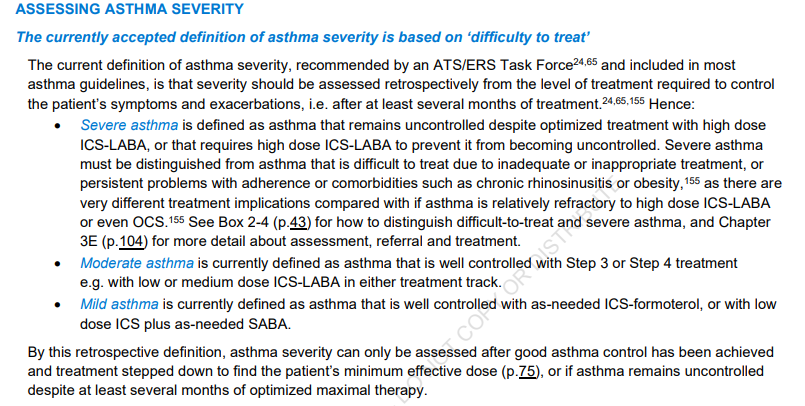 ASSESSING ASTHMA SEVERITY
The currently accepted definition of asthma severity is based on ‘difficulty to treat’
The current definition of asthma severity, recommended by an ATS/ERS Task Force24,65 and included in most
asthma guidelines, is that severity should be assessed retrospectively from the level of treatment required to control
the patient’s symptoms and exacerbations, i.e. after at least several months of treatment.24,65,155 Hence:
• Severe asthma is defined as asthma that remains uncontrolled despite optimized treatment with high dose
ICS-LABA, or that requires high dose ICS-LABA to prevent it from becoming uncontrolled. Severe asthma
must be distinguished from asthma that is difficult to treat due to inadequate or inappropriate treatment, or
persistent problems with adherence or comorbidities such as chronic rhinosinusitis or obesity,155 as there are
very different treatment implications compared with if asthma is relatively refractory to high dose ICS-LABA
or even OCS.155 See Box 2-4 (p.43) for how to distinguish difficult-to-treat and severe asthma, and Chapter
3E (p.104) for more detail about assessment, referral and treatment.
• Moderate asthma is currently defined as asthma that is well controlled with Step 3 or Step 4 treatment
e.g. with low or medium dose ICS-LABA in either treatment track.
• Mild asthma is currently defined as asthma that is well controlled with as-needed ICS-formoterol, or with low
dose ICS plus as-needed SABA.
By this retrospective definition, asthma severity can only be assessed after good asthma control has been achieved
and treatment stepped down to find the patient’s minimum effective dose (p.75), or if asthma remains uncontrolled
despite at least several months of optimized maximal therapy.
COPY OR DISTRIBUTE